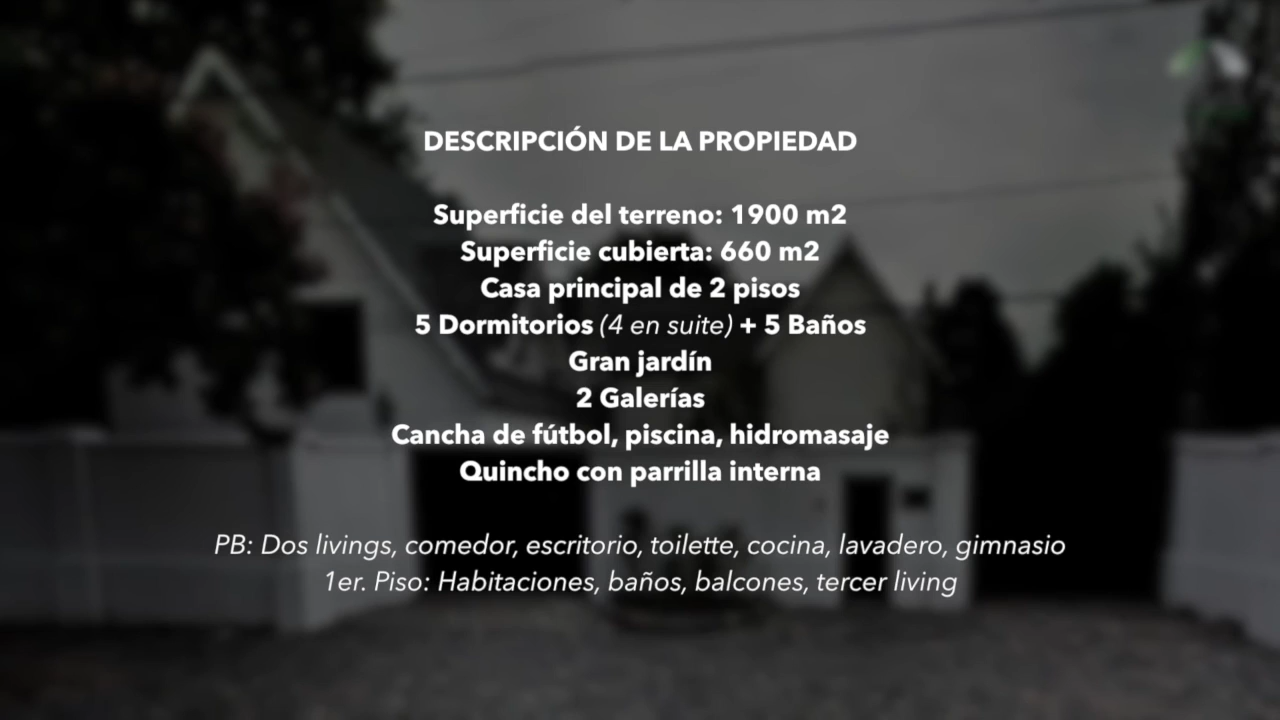 DESCRIPCIÓN DE LA PROPIEDAD
Superficie del terreno: 1900 m2
Superficie cubierta: 660 m2
Casa principal de 2 pisos
5 Dormitorios (4 en suite) + 5 Baños
Gran jardín
2 Galerías
Cancha de fútbol, piscina, hidromasaje
Quincho con parrilla interna
PB: Dos livings, comedor, escritorio, toilette, cocina, lavadero, gimnasio
1er. Piso: Habitaciones, baños, balcones, tercer living